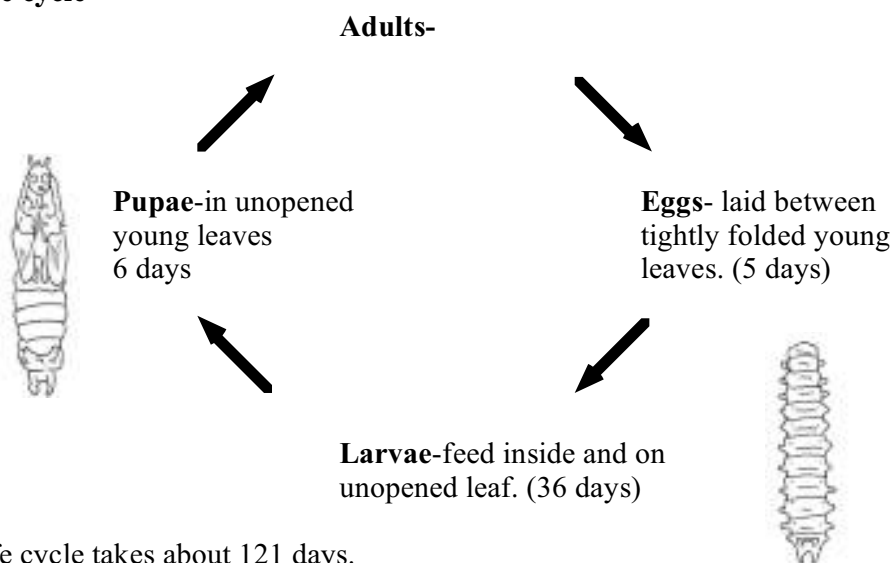 cycle
Adults-
Pupae-in unopened
young leaves
6 days
Eggs- laid between
tightly folded young
leaves. (5 days)
Larvae-feed inside and on
unopened leaf. (36 days)
cycle takes about 121 days.